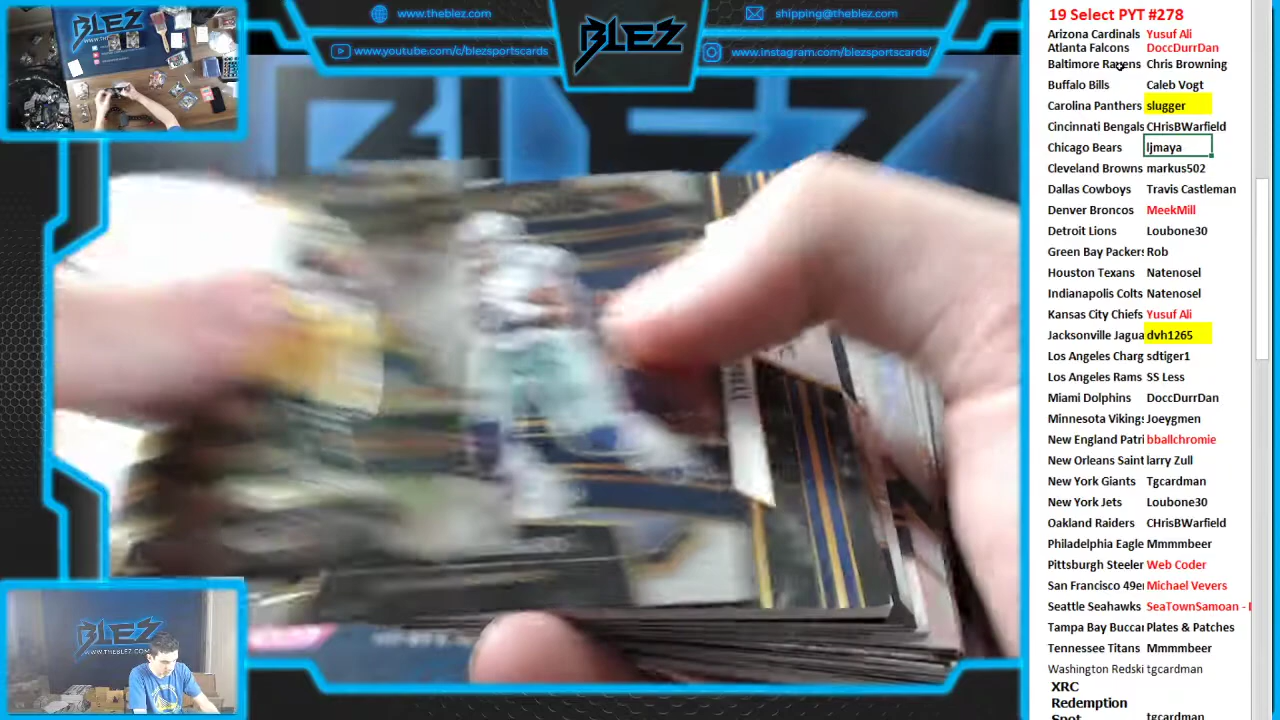 www.theblez.com
www.youtube.com/c/blezsportscards
BLEZ
shipping@theblez.com
www.instagram.com/blezsportscards/
BLEZ
BLEZ
WWW.THEBLEZ.COM
19 Select PYT #278
Arizona Cardinals Yusuf Ali
Atlanta Falcons DoccDurrDan
Baltimore Ravens Chris Browning
Buffalo Bills Caleb Vogt
Carolina Panthers slugger
Cincinnati Bengals CHrisBWarfield
Chicago Bears ljmaya
Cleveland Browns markus502
Dallas Cowboys Travis Castleman
Denver Broncos MeekMill
Detroit Lions Loubone30
Green Bay Packers Rob
Houston Texans Natenosel
Indianapolis Colts Natenosel
Kansas City Chiefs Yusuf Ali
Jacksonville Jagua dvh1265
Los Angeles Charg sdtiger1
Los Angeles Rams SS Less
Miami Dolphins DoccDurrDan
Minnesota Vikings Joeygmen
New England Patri bballchromie
New Orleans Saint larry Zull
New York Giants Tgcardman
New York Jets Loubone30
Oakland Raiders CHrisBWarfield
Philadelphia Eagle Mmmmbeer
Pittsburgh Steeler Web Coder
San Francisco 49e Michael Vevers
Seattle Seahawks SeaTownSamoan -
Tampa Bay Bucca Plates & Patches
Tennessee Titans Mmmmbeer
Washington Redski tgcardman
XRC
Redemption
Spot tgcardman